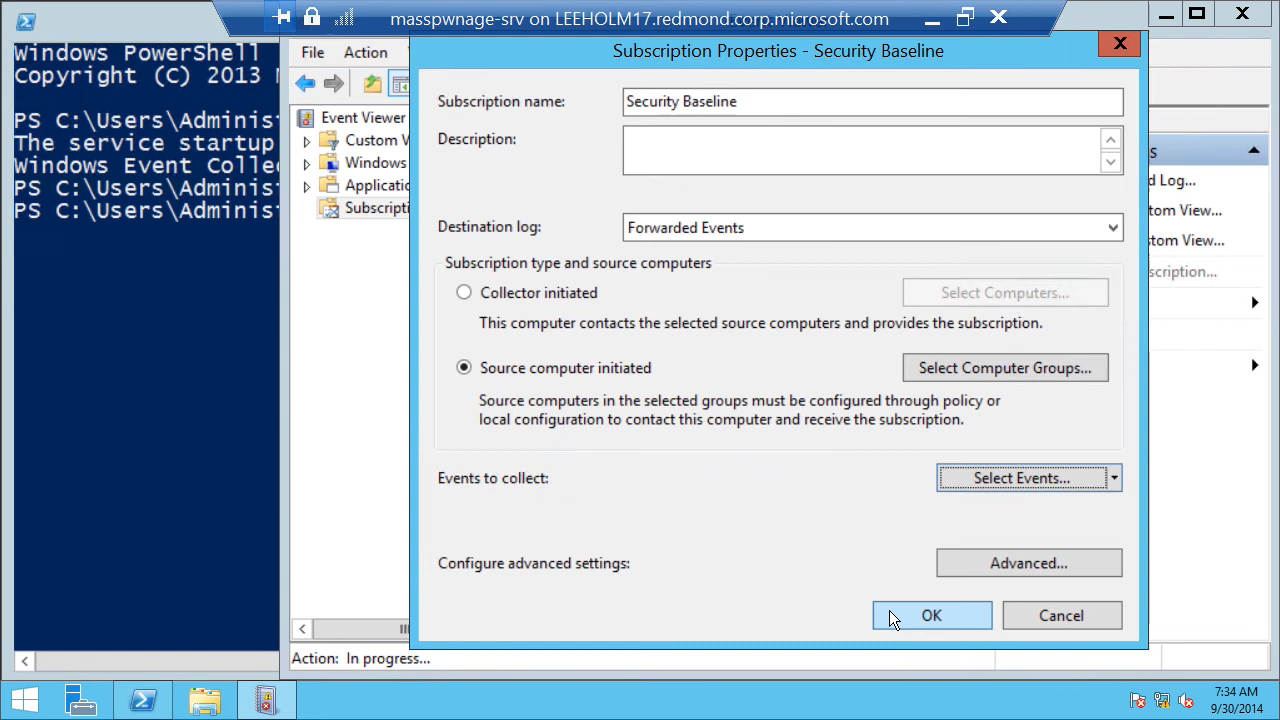 masspwnage-srv on LEEHOLM17.redmond.corp.microsoft.com
Windows PowerShell
Copyright (C) 2013
PS C:\Users\Adminis
The service startup
Windows Event Colle
PS C:\Users\Adminis
PS C:\Users\Adminis
File Action
Event Viewer
Custom V
Windows
Applicatio
Subscripti
Subscription Properties - Security Baseline
Subscription name: Security Baseline
Description:
Destination log: Forwarded Events
Subscription type and source computers
Collector initiated Select Computers...
This computer contacts the selected source computers and provides the subscription.
Source computer initiated Select Computer Groups...
Source computers in the selected groups must be configured through policy or
local configuration to contact this computer and receive the subscription.
Events to collect: Select Events...
Configure advanced settings: Advanced...
OK Cancel
s
d Log...
tom View...
stom View...
scription...
Action: In progress...
7:34 AM
9/30/2014